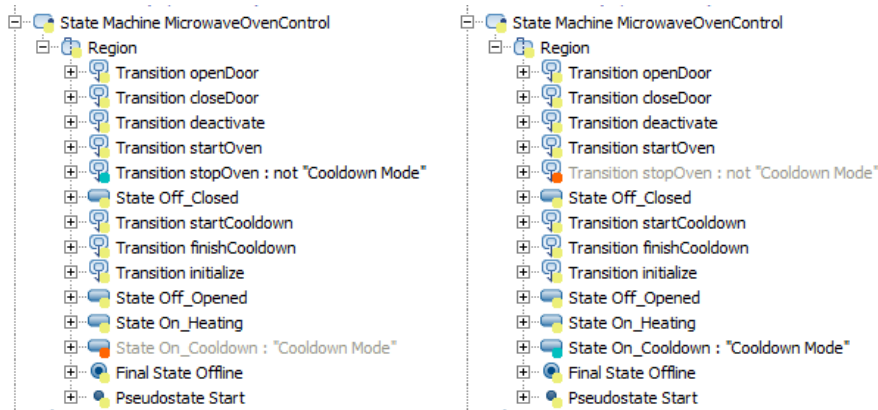 State Machine MicrowaveOvenControl
Region
Transition openDoor
Transition closeDoor
Transition deactivate
Transition startOven
Transition stopOven : not "Cooldown Mode"
State Off_Closed
Transition startCooldown
Transition finishCooldown
Transition initialize
State Off_Opened
State On_Heating
State On_Cooldown : "Cooldown Mode"
Final State Offline
Pseudostate Start
State Machine MicrowaveOvenControl
Region
Transition openDoor
Transition closeDoor
Transition deactivate
Transition startOven
Transition stopOven : not "Cooldown Mode"
State Off_Closed
Transition startCooldown
Transition finishCooldown
Transition initialize
State Off_Opened
State On_Heating
State On_Cooldown : "Cooldown Mode"
Final State Offline
Pseudostate Start